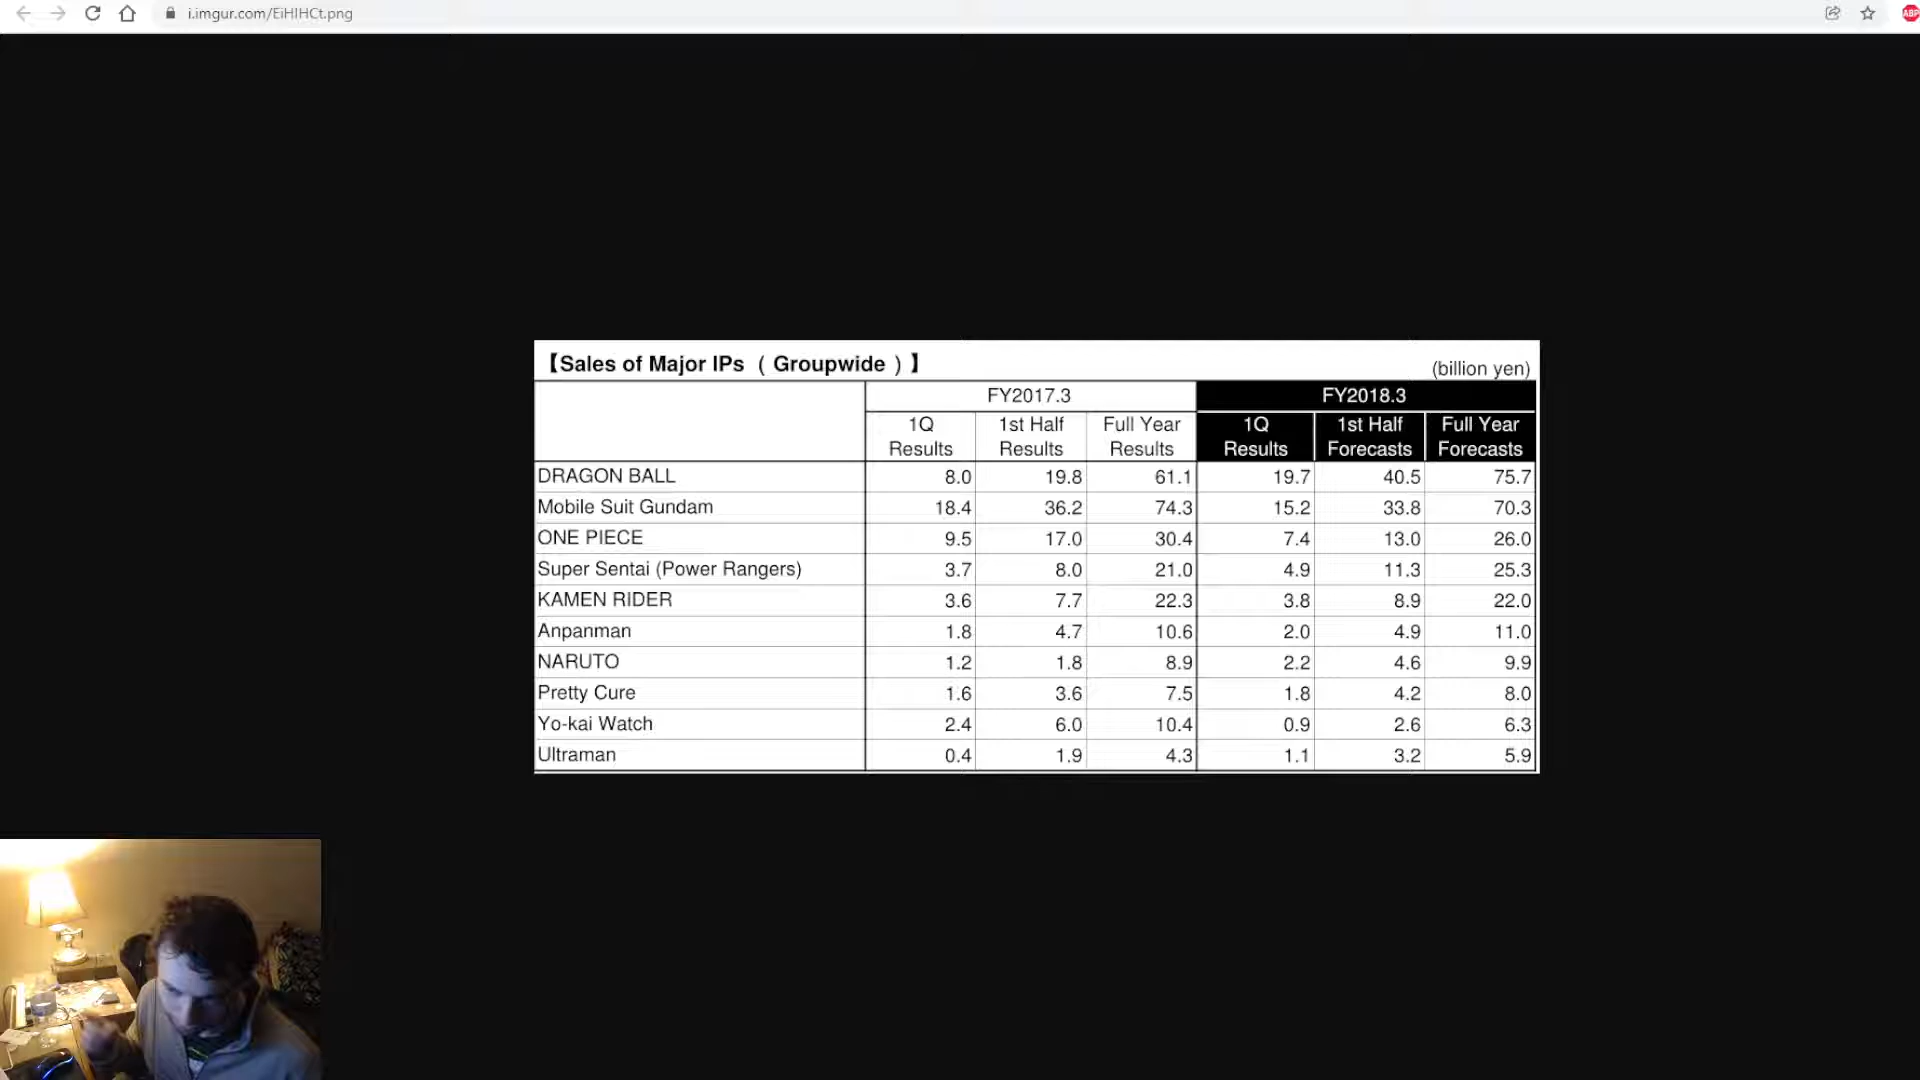 i.imgur.com/EiHlHCt.png
ABP
【Sales of Major IPs ( Groupwide ) 】
(billion yen)
FY2017.3 FY2018.3
1Q Results 1st Half Results Full Year Results 1Q Results 1st Half Forecasts Full Year Forecasts
DRAGON BALL 8.0 19.8 61.1 19.7 40.5 75.7
Mobile Suit Gundam 18.4 36.2 74.3 15.2 33.8 70.3
ONE PIECE 9.5 17.0 30.4 7.4 13.0 26.0
Super Sentai (Power Rangers) 3.7 8.0 21.0 4.9 11.3 25.3
KAMEN RIDER 3.6 7.7 22.3 3.8 8.9 22.0
Anpanman 1.8 4.7 10.6 2.0 4.9 11.0
NARUTO 1.2 1.8 8.9 2.2 4.6 9.9
Pretty Cure 1.6 3.6 7.5 1.8 4.2 8.0
Yo-kai Watch 2.4 6.0 10.4 0.9 2.6 6.3
Ultraman 0.4 1.9 4.3 1.1 3.2 5.9